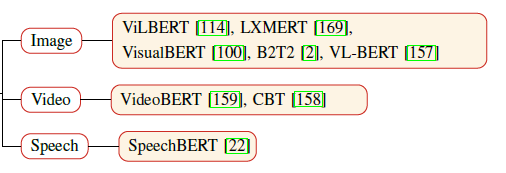 Image
ViLBERT [114], LXMERT [169],
VisualBERT [100], B2T2 [2], VL-BERT [157]
Video
VideoBERT [159], CBT [158]
Speech
SpeechBERT [22]